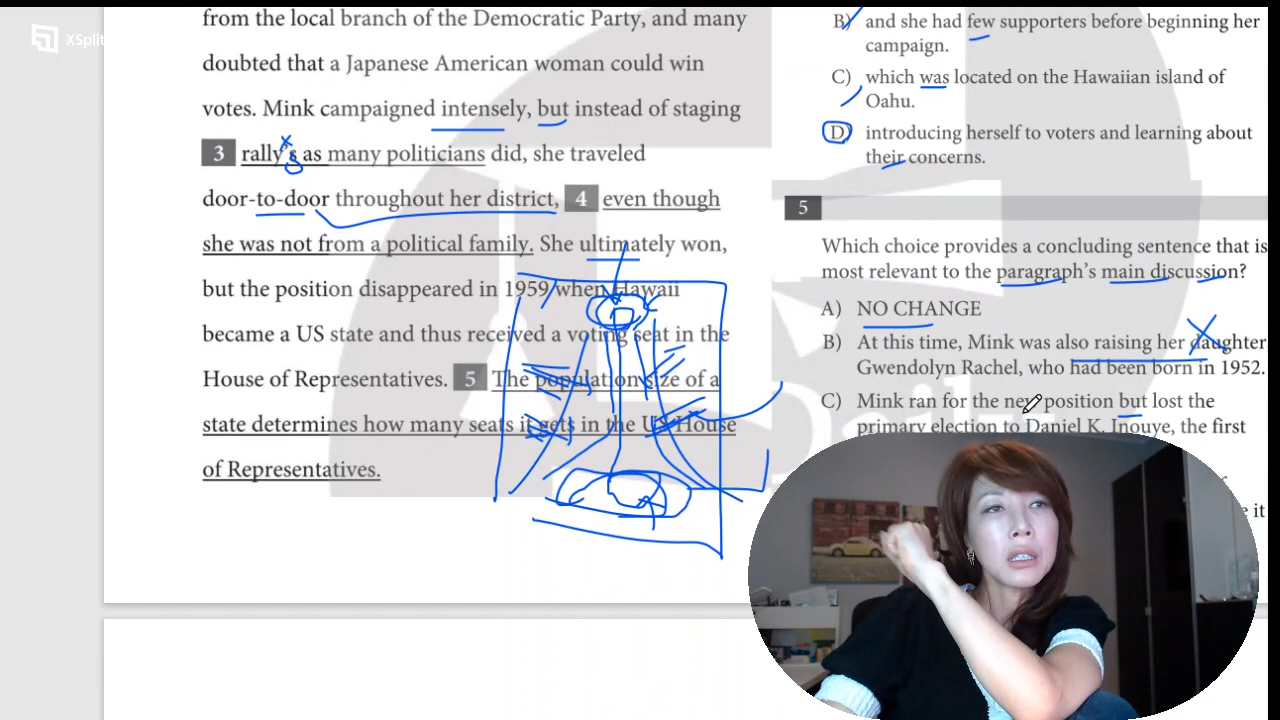 XSplit
from the local branch of the Democratic Party, and many
doubted that a Japanese American woman could win
votes. Mink campaigned intensely, but instead of staging
3 rally's as many politicians did, she traveled
door-to-door throughout her district, 4 even though
she was not from a political family. She ultimately won,
but the position disappeared in 1959 when Hawaii
became a US state and thus received a voting seat in the
House of Representatives. 5 The population size of a
state determines how many seats it gets in the US House
of Representatives.
B) and she had few supporters before beginning her
campaign.
C) which was located on the Hawaiian island of
Oahu.
D) introducing herself to voters and learning about
their concerns.
5
Which choice provides a concluding sentence that is
most relevant to the paragraph's main discussion?
A) NO CHANGE
B) At this time, Mink was also raising her daughter
Gwendolyn Rachel, who had been born in 1952.
C) Mink ran for the new position but lost the
primary election to Daniel K. Inouye, the first
it